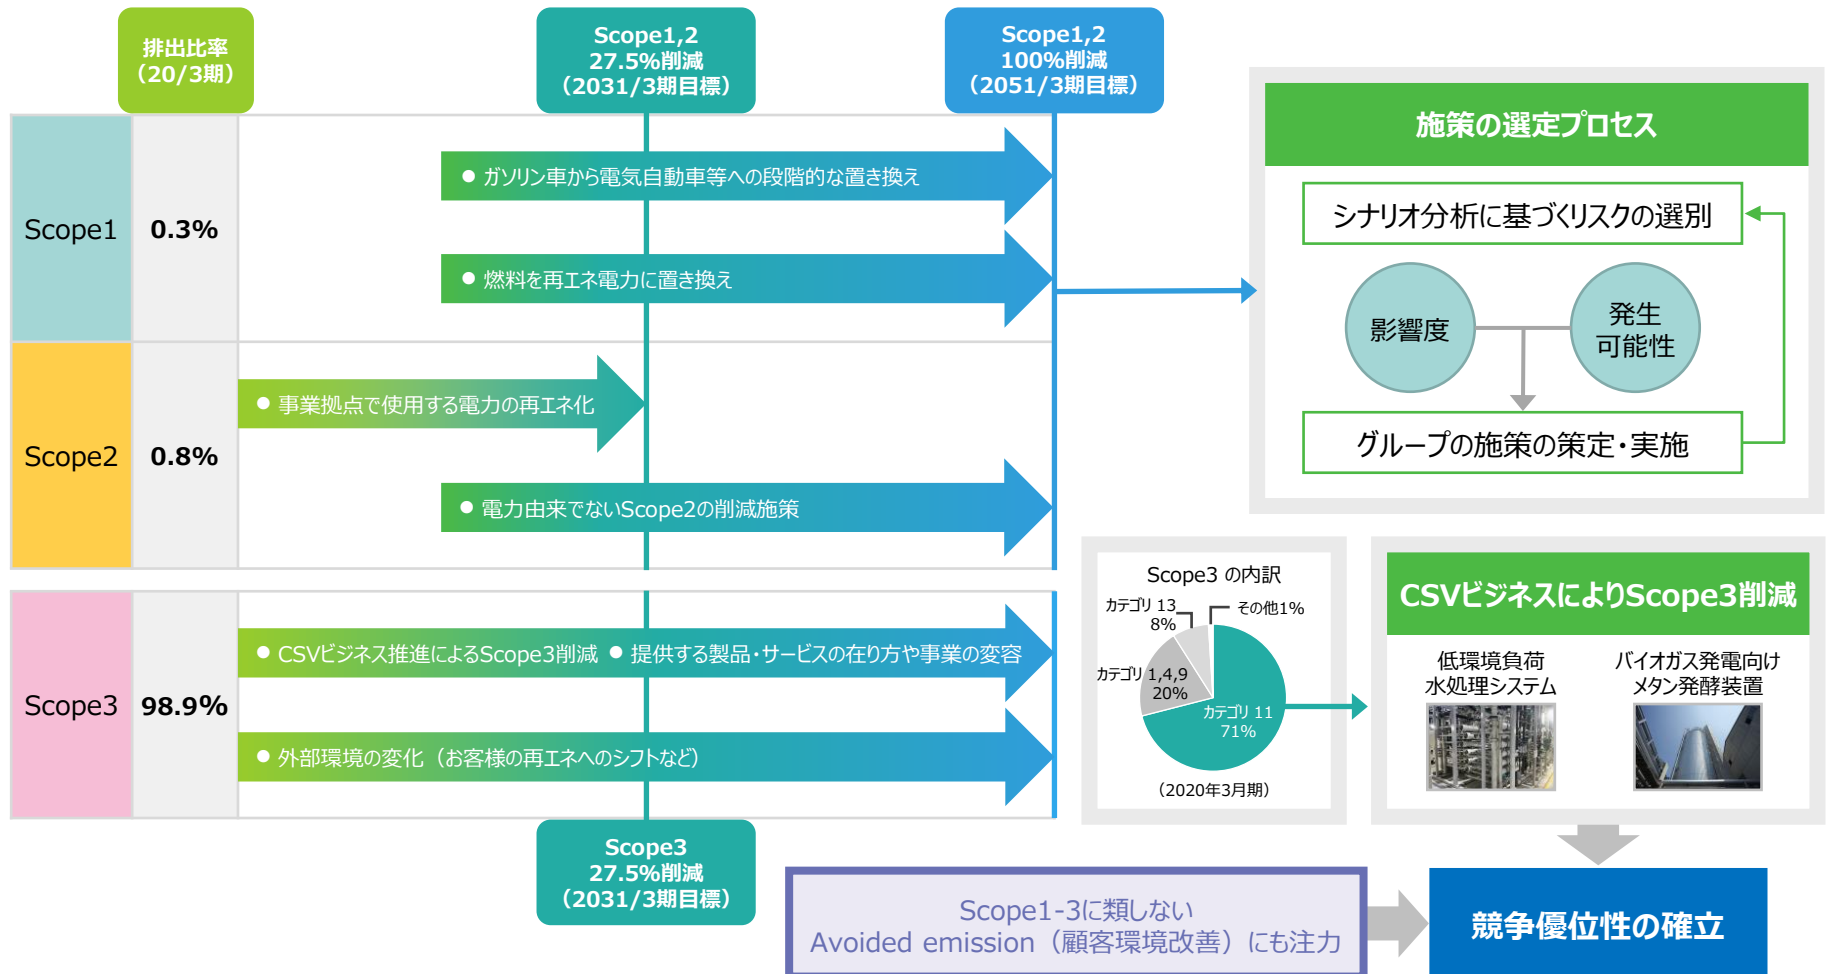 排出比率
（20/3期）
Scope1,2
27.5%削減
（2031/3期目標）
Scope1,2
100%削減
（2051/3期目標）
Scope1
0.3%
● ガソリン車から電気自動車等への段階的な置き換え
● 燃料を再エネ電力に置き換え
Scope2
0.8%
● 事業拠点で使用する電力の再エネ化
● 電力由来でないScope2の削減施策
Scope3
98.9%
● CSVビジネス推進によるScope3削減 ● 提供する製品・サービスの在り方や事業の変容
● 外部環境の変化（お客様の再エネへのシフトなど）
Scope3
27.5%削減
（2031/3期目標）
施策の選定プロセス
シナリオ分析に基づくリスクの選別
影響度
発生
可能性
グループの施策の策定・実施
Scope3 の内訳
カテゴリ 13
8%
その他1%
カテゴリ 1,4,9
20%
カテゴリ 11
71%
（2020年3月期）
CSVビジネスによりScope3削減
低環境負荷
水処理システム
バイオガス発電向け
メタン発酵装置
Scope1-3に類しない
Avoided emission（顧客環境改善）にも注力
競争優位性の確立